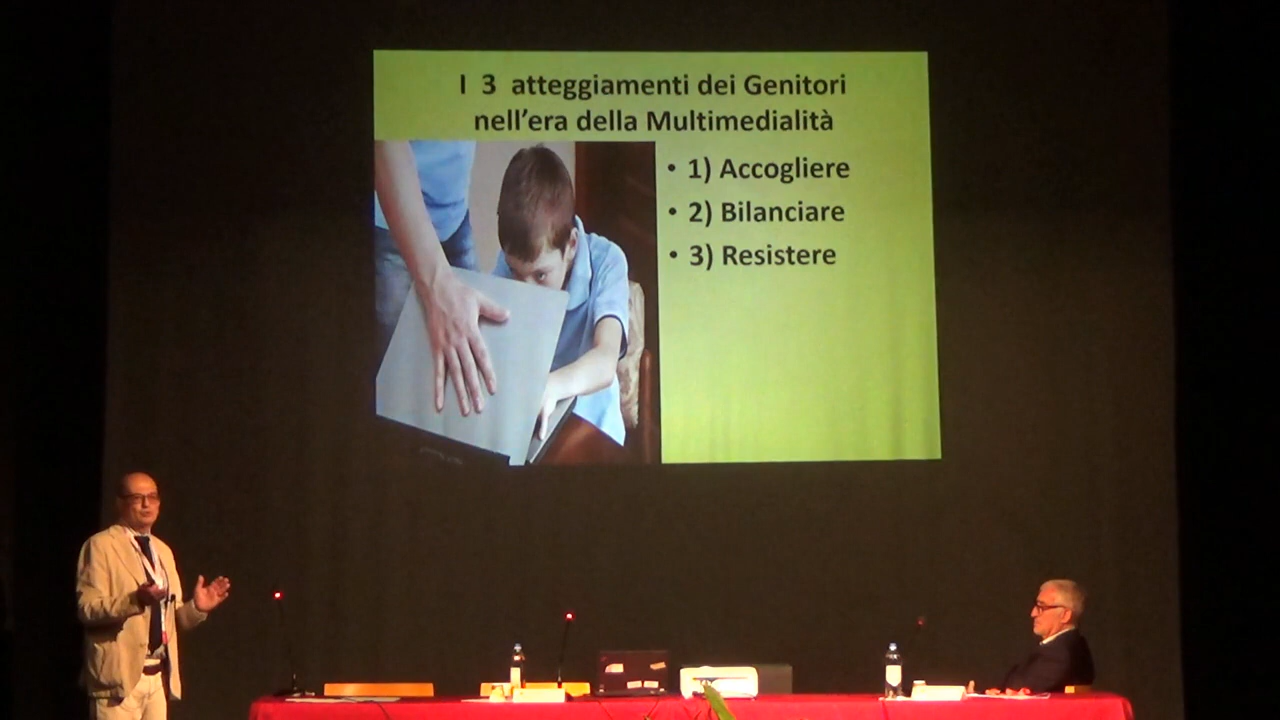 I 3 atteggiamenti dei Genitori
nell'era della Multimedialità
• 1) Accogliere
• 2) Bilanciare
• 3) Resistere